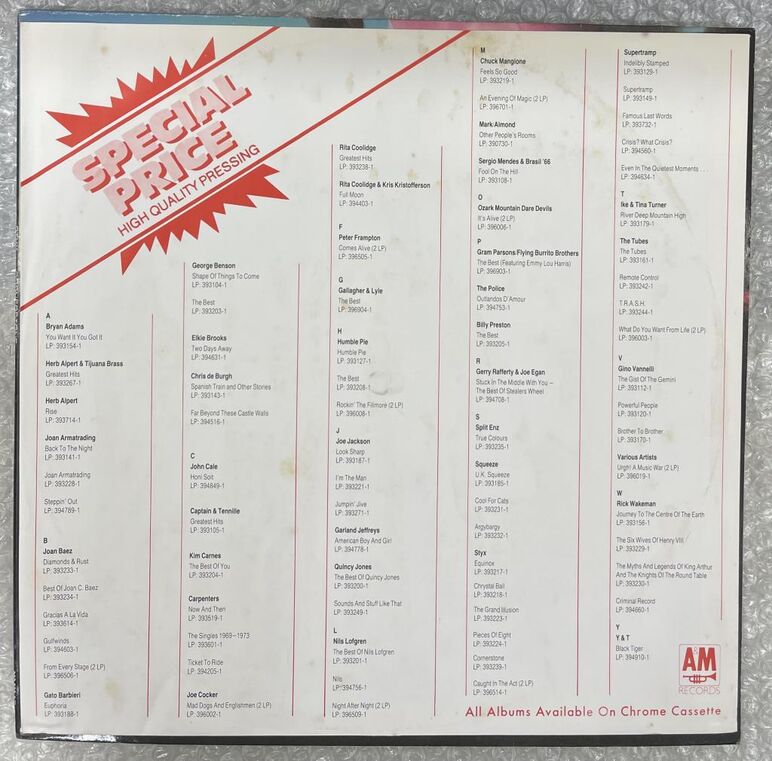 SPECIAL
PRICE
HIGH QUALITY PRESSING
A
Bryan Adams
You Want It You Got It
LP: 393154-1
Herb Alpert & Tijuana Brass
Greatest Hits
LP: 393267-1
Herb Alpert
Rise
LP: 393714-1
Joan Armatrading
Back To The Night
LP: 393141-1
Joan Armatrading
LP: 393228-1
Steppin' Out
LP: 394789-1
B
Joan Baez
Diamonds & Rust
LP: 393233-1
Best Of Joan C. Baez
LP: 393234-1
Gracias A La Vida
LP: 393614-1
Gulfwinds
LP: 394603-1
From Every Stage (2 LP)
LP: 396506-1
Gato Barbieri
Euphoria
LP: 393188-1
George Benson
Shape Of Things To Come
LP: 393104-1
The Best
LP: 393203-1
Elkie Brooks
Two Days Away
LP: 394631-1
Chris de Burgh
Spanish Train and Other Stories
LP: 393143-1
Far Beyond These Castle Walls
LP: 394516-1
C
John Cale
Honi Soit
LP: 394849-1
Captain & Tennille
Greatest Hits
LP: 393105-1
Kim Carnes
The Best Of You
LP: 393204-1
Carpenters
Now And Then
LP: 393519-1
The Singles 1969-1973
LP: 393601-1
Ticket To Ride
LP: 394205-1
Joe Cocker
Mad Dogs And Englishmen (2 LP)
LP: 396002-1
Rita Coolidge
Greatest Hits
LP: 393238-1
Rita Coolidge & Kris Kristofferson
Full Moon
LP: 394403-1
F
Peter Frampton
Comes Alive (2 LP)
LP: 396505-1
G
Gallagher & Lyle
The Best
LP: 396904-1
H
Humble Pie
Humble Pie
LP: 393127-1
The Best
LP: 393208-1
Rockin' The Fillmore (2 LP)
LP: 396008-1
J
Joe Jackson
Look Sharp
LP: 393187-1
I'm The Man
LP: 393221-1
Jumpin' Jive
LP: 393271-1
Garland Jeffreys
American Boy And Girl
LP: 394778-1
Quincy Jones
The Best Of Quincy Jones
LP: 393200-1
Sounds And Stuff Like That
LP: 393249-1
L
Nils Lofgren
The Best Of Nils Lofgren
LP: 393201-1
Nils
LP: 394756-1
Night After Night (2 LP)
LP: 396509-1
M
Chuck Mangione
Feels So Good
LP: 393219-1
An Evening Of Magic (2 LP)
LP: 396701-1
Mark/Almond
Other People's Rooms
LP: 390730-1
Sergio Mendes & Brasil '66
Fool On The Hill
LP: 393108-1
O
Ozark Mountain Dare Devils
It's Alive (2 LP)
LP: 396006-1
P
Gram Parsons/Flying Burrito Brothers
The Best (Featuring Emmy Lou Harris)
LP: 396903-1
The Police
Outlandos D'Amour
LP: 394753-1
Billy Preston
The Best
LP: 393205-1
R
Gerry Rafferty & Joe Egan
Stuck In The Middle With You –
The Best Of Stealers Wheel
LP: 394708-1
S
Split Enz
True Colours
LP: 393235-1
Squeeze
U.K. Squeeze
LP: 393185-1
Cool For Cats
LP: 393231-1
Argybargy
LP: 393232-1
Styx
Equinox
LP: 393217-1
Chrystal Ball
LP: 393218-1
The Grand Illusion
LP: 393223-1
Pieces Of Eight
LP: 393224-1
Cornerstone
LP: 393239-1
Caught In The Act (2 LP)
LP: 396514-1
Supertramp
Indelibly Stamped
LP: 393129-1
Supertramp
LP: 393149-1
Famous Last Words
LP: 393732-1
Crisis? What Crisis?
LP: 394560-1
Even In The Quietest Moments . . .
LP: 394634-1
T
Ike & Tina Turner
River Deep Mountain High
LP: 393179-1
The Tubes
The Tubes
LP: 393161-1
Remote Control
LP: 393242-1
T.R.A.S.H.
LP: 393244-1
What Do You Want From Life (2 LP)
LP: 396003-1
V
Gino Vannelli
The Gist Of The Gemini
LP: 393112-1
Powerful People
LP: 393120-1
Brother To Brother
LP: 393170-1
Various Artists
Urgh! A Music War (2 LP)
LP: 396019-1
W
Rick Wakeman
Journey To The Centre Of The Earth
LP: 393156-1
The Six Wives Of Henry VIII
LP: 393229-1
The Myths And Legends Of King Arthur
And The Knights Of The Round Table
LP: 393230-1
Criminal Record
LP: 394660-1
Y
Y & T
Black Tiger
LP: 394910-1
A&M
RECORDS
All Albums Available On Chrome Cassette